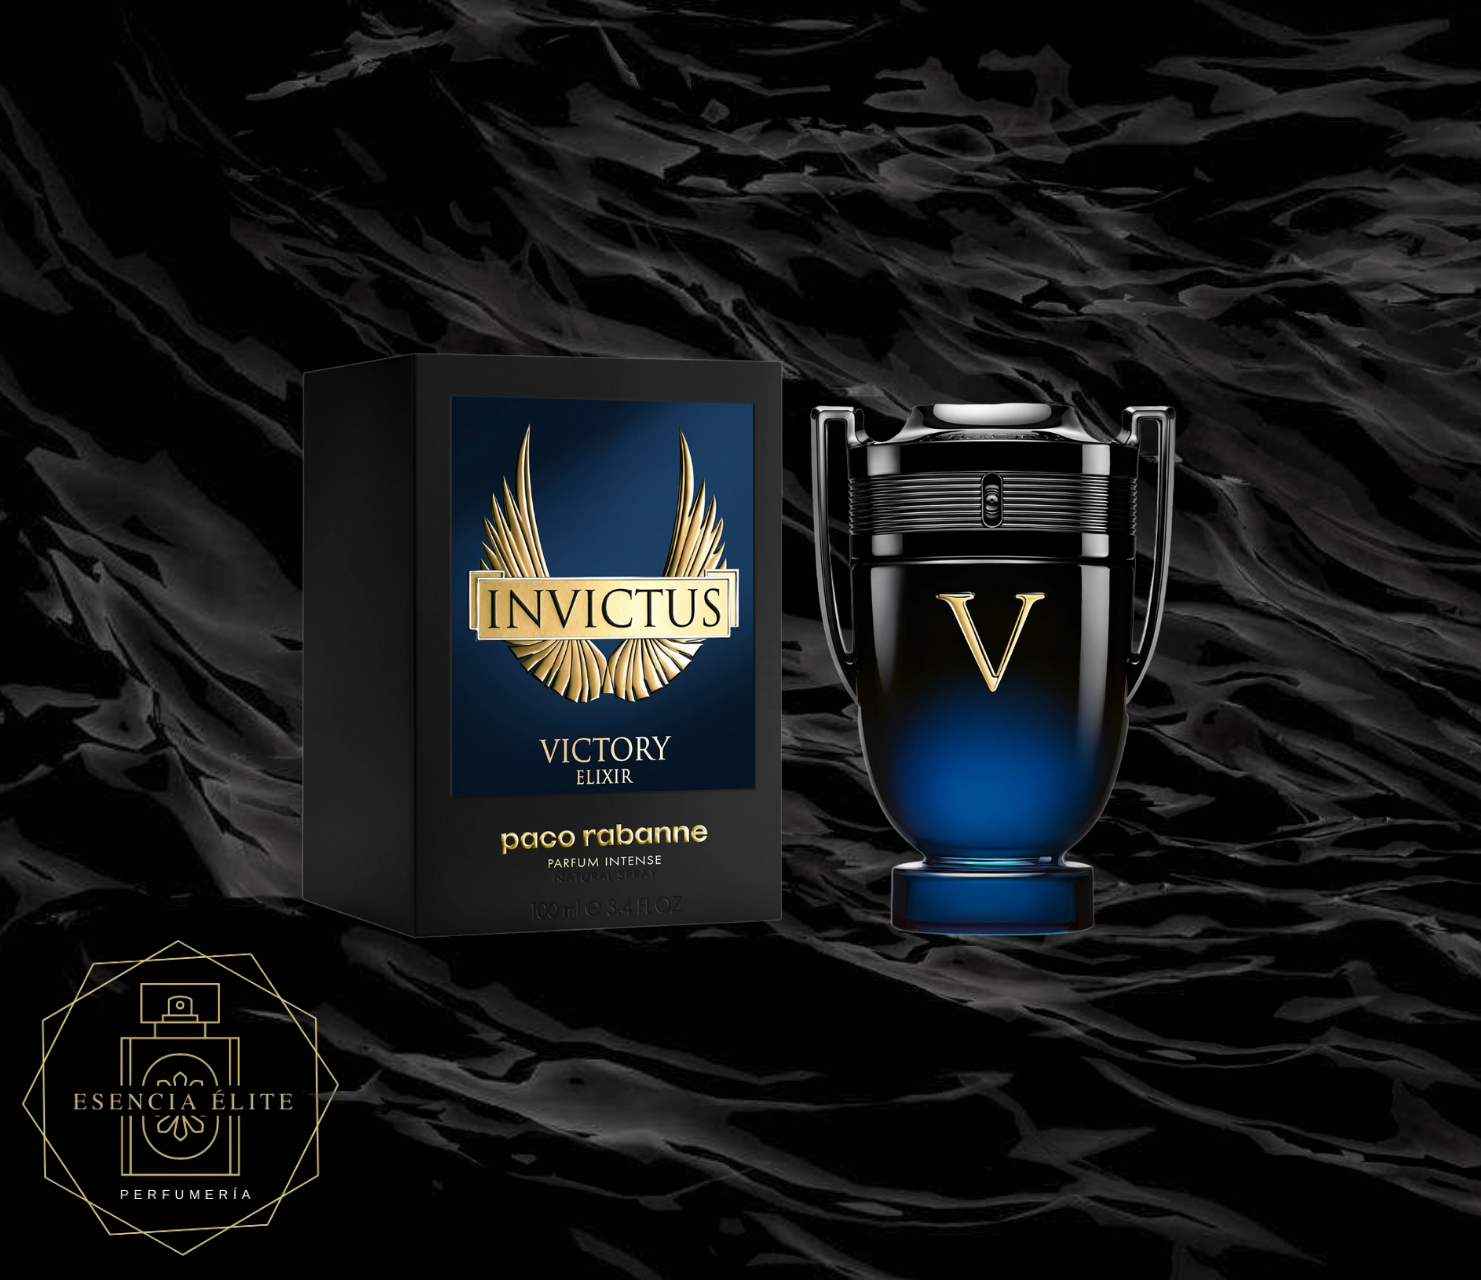 INVICTUS
VICTORY
ELIXIR
paco rabanne
PARFUM INTENSE
NATURAL SPRAY
100 ml e 3.4 FL OZ
V
ESENCIA ÉLITE
PERFUMERÍA